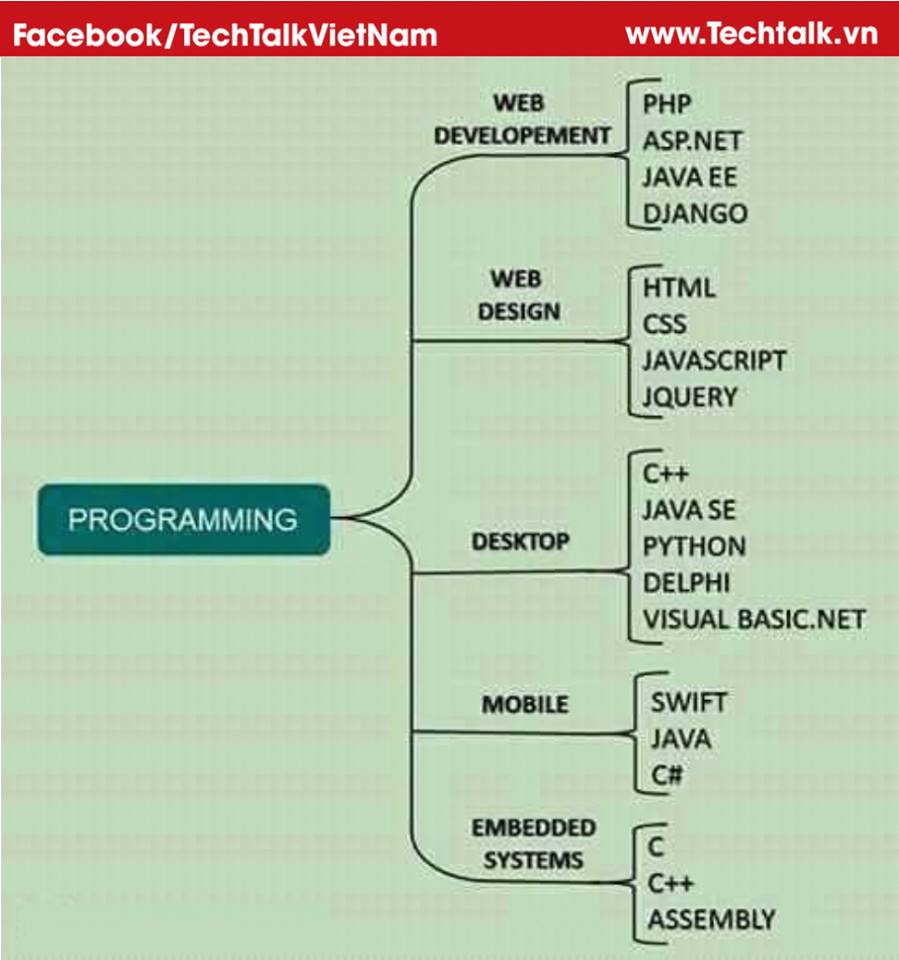 Facebook/TechTalkVietNam
www.Techtalk.vn
WEB
DEVELOPEMENT
PHP
ASP.NET
JAVA EE
DJANGO
WEB
DESIGN
HTML
CSS
JAVASCRIPT
JQUERY
PROGRAMMING
DESKTOP
C++
JAVA SE
PYTHON
DELPHI
VISUAL BASIC.NET
MOBILE
SWIFT
JAVA
C#
EMBEDDED
SYSTEMS
C
C++
ASSEMBLY